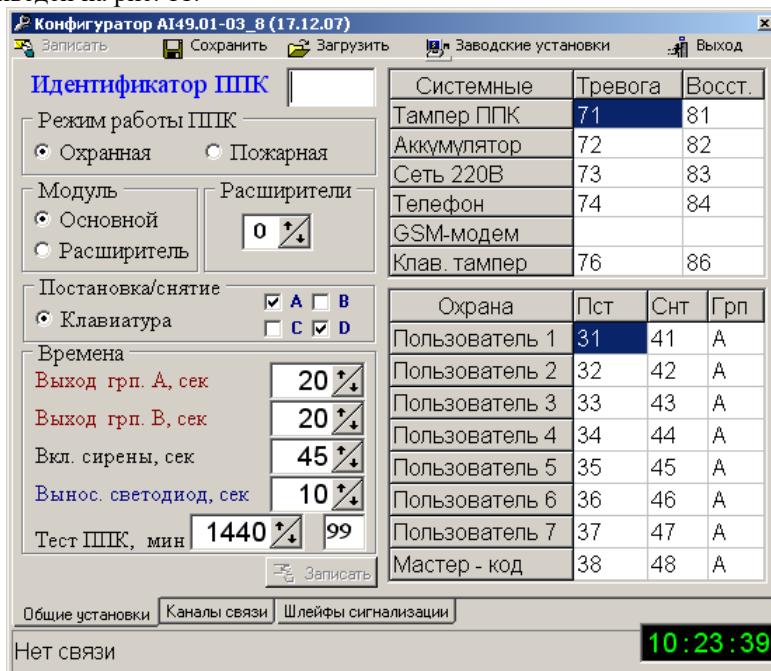 Конфигуратор AI49.01-03_8 (17.12.07)
Записать Сохранить Загрузить Заводские установки Выход
Идентификатор ППК
Режим работы ППК
Охранная Пожарная
Модуль
Основной
Расширитель
Расширители
0
Постановка/снятие
Клавиатура
A B
C D
Времена
Выход грп. А, сек 20
Выход грп. В, сек 20
Вкл. сирены, сек 45
Вынос. светодиод, сек 10
Тест ППК, мин 1440 99
Записать
Системные Тревога Восст.
Тампер ППК 71 81
Аккумулятор 72 82
Сеть 220В 73 83
Телефон 74 84
GSM-модем
Клав. тампер 76 86
Охрана Пст Снт Грп
Пользователь 1 31 41 А
Пользователь 2 32 42 А
Пользователь 3 33 43 А
Пользователь 4 34 44 А
Пользователь 5 35 45 А
Пользователь 6 36 46 А
Пользователь 7 37 47 А
Мастер - код 38 48 А
Общие установки Каналы связи Шлейфы сигнализации
Нет связи 10:23:39